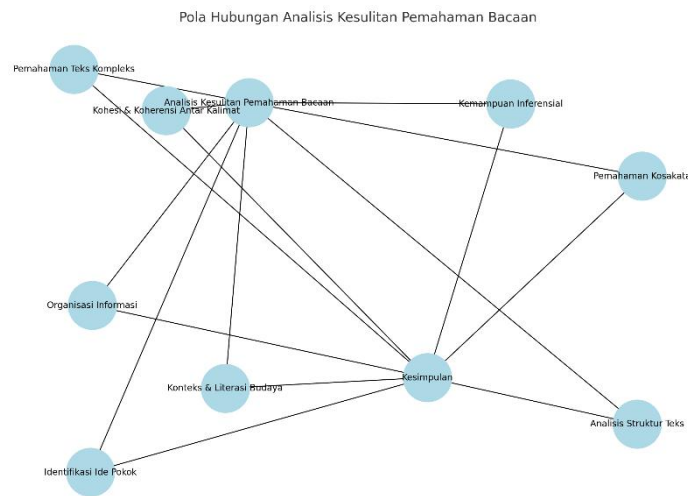 Pola Hubungan Analisis Kesulitan Pemahaman Bacaan
Pemahaman Teks Kompleks
Analisis Kesulitan Pemahaman Bacaan
Kemampuan Inferensial
Kohesi & Koherensi Antar Kalimat
Pemahaman Kosakata
Organisasi Informasi
Kesimpulan
Konteks & Literasi Budaya
Analisis Struktur Teks
Identifikasi Ide Pokok